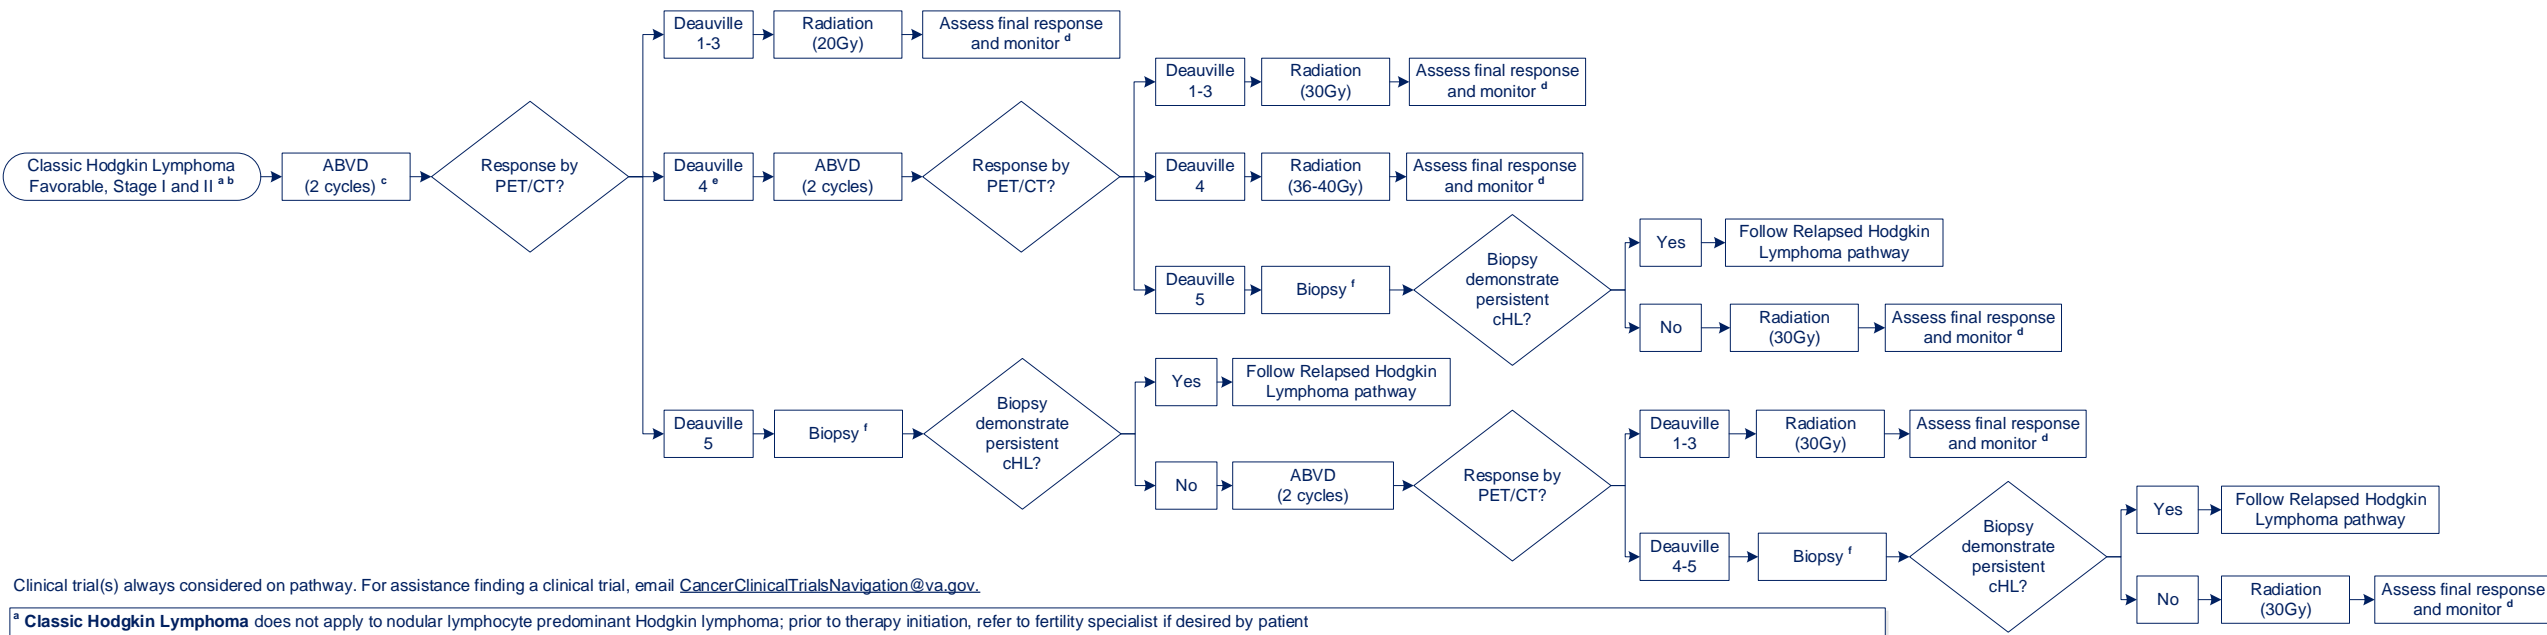 Classic Hodgkin Lymphoma
Favorable, Stage I and II a b
ABVD
(2 cycles) c
Response by
PET/CT?
Deauville
1-3
Radiation
(20Gy)
Assess final response
and monitor d
Deauville
4 e
ABVD
(2 cycles)
Response by
PET/CT?
Deauville
1-3
Radiation
(30Gy)
Assess final response
and monitor d
Deauville
4
Radiation
(36-40Gy)
Assess final response
and monitor d
Deauville
5
Biopsy f
Biopsy
demonstrate
persistent
cHL?
Yes
Follow Relapsed Hodgkin
Lymphoma pathway
No
Radiation
(30Gy)
Assess final response
and monitor d
Deauville
5
Biopsy f
Biopsy
demonstrate
persistent
cHL?
Yes
Follow Relapsed Hodgkin
Lymphoma pathway
No
ABVD
(2 cycles)
Response by
PET/CT?
Deauville
1-3
Radiation
(30Gy)
Assess final response
and monitor d
Deauville
4-5
Biopsy f
Biopsy
demonstrate
persistent
cHL?
Yes
Follow Relapsed Hodgkin
Lymphoma pathway
No
Radiation
(30Gy)
Assess final response
and monitor d
Clinical trial(s) always considered on pathway. For assistance finding a clinical trial, email CancerClinicalTrialsNavigation@va.gov.
a Classic Hodgkin Lymphoma does not apply to nodular lymphocyte predominant Hodgkin lymphoma; prior to therapy initiation, refer to fertility specialist if desired by patient